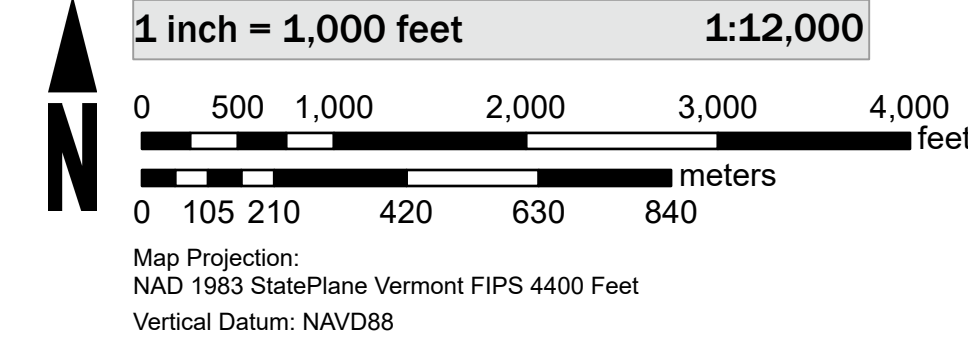 1 inch = 1,000 feet 1:12,000
0 500 1,000 2,000 3,000 4,000
feet
N
meters
0 105 210 420 630 840
Map Projection:
NAD 1983 StatePlane Vermont FIPS 4400 Feet
Vertical Datum: NAVD88